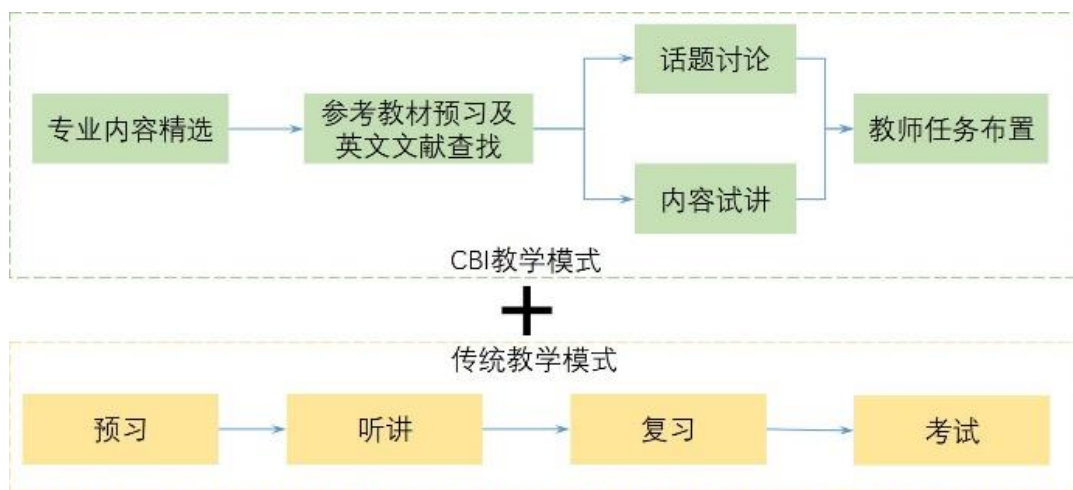 话题讨论
专业内容精选
参考教材预习及
英文文献查找
教师任务布置
内容试讲
CBI教学模式
+
传统教学模式
预习
听讲
复习
考试